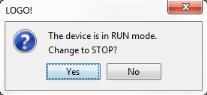 LOGO!
The device is in RUN mode.
Change to STOP?
Yes
No